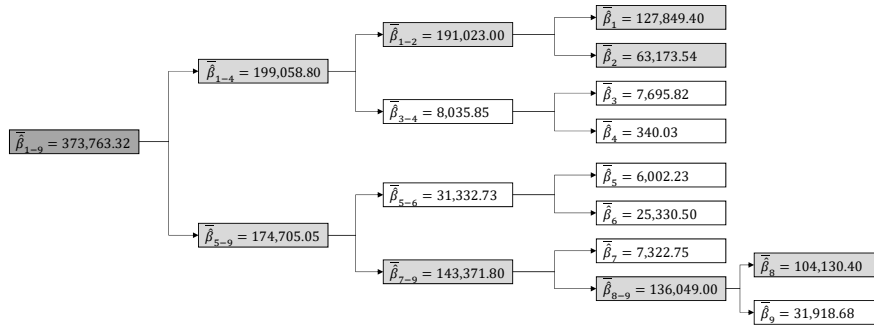 β̂̅₁₋₉ = 373,763.32
β̂̅₁₋₄ = 199,058.80
β̂̅₅₋₉ = 174,705.05
β̂̅₁₋₂ = 191,023.00
β̂̅₃₋₄ = 8,035.85
β̂̅₅₋₆ = 31,332.73
β̂̅₇₋₉ = 143,371.80
β̂̅₁ = 127,849.40
β̂̅₂ = 63,173.54
β̂̅₃ = 7,695.82
β̂̅₄ = 340.03
β̂̅₅ = 6,002.23
β̂̅₆ = 25,330.50
β̂̅₇ = 7,322.75
β̂̅₈₋₉ = 136,049.00
β̂̅₈ = 104,130.40
β̂̅₉ = 31,918.68